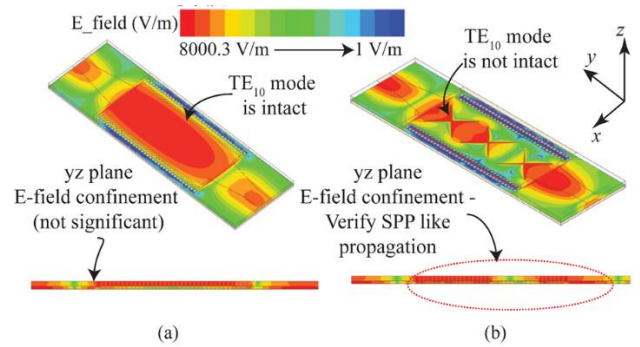 E_field (V/m)
8000.3 V/m → 1 V/m
TE10 mode
is intact
yz plane
E-field confinement
(not significant)
(a)
TE10 mode
is not intact
z
y
x
yz plane
E-field confinement -
Verify SPP like
propagation
(b)